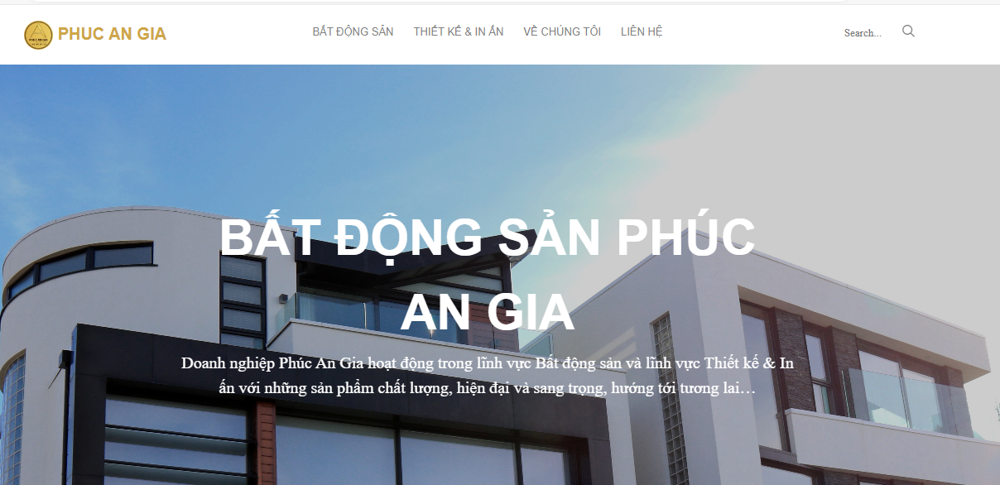 PHUC AN GIA
BẤT ĐỘNG SẢN THIẾT KẾ & IN ẤN VỀ CHÚNG TÔI LIÊN HỆ
Search...
BẤT ĐỘNG SẢN PHÚC
AN GIA
Doanh nghiệp Phúc An Gia hoạt động trong lĩnh vực Bất động sản và lĩnh vực Thiết kế & In
ấn với những sản phẩm chất lượng, hiện đại và sang trọng, hướng tới tương lai…